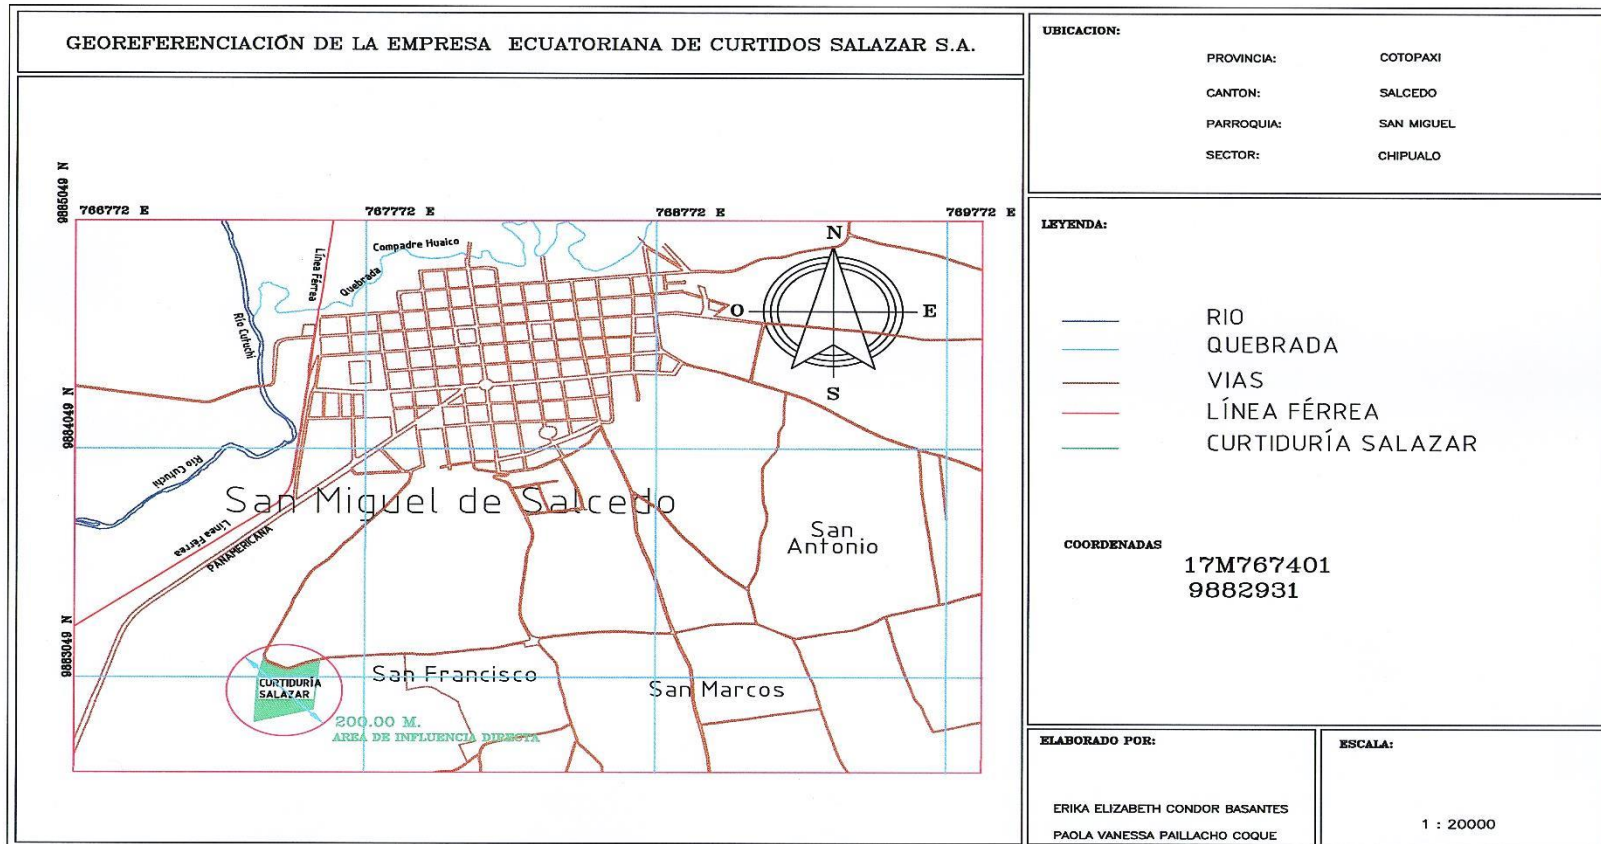 GEOREFERENCIACIÓN DE LA EMPRESA ECUATORIANA DE CURTIDOS SALAZAR S.A.
UBICACION:
PROVINCIA: COTOPAXI
CANTON: SALCEDO
PARROQUIA: SAN MIGUEL
SECTOR: CHIPUALO
9885049 N
766772 E
767772 E
768772 E
769772 E
Línea Férrea
Quebrada
Compadre Huaico
Río Cutuchi
N
O
E
S
9884049 N
Río Cutuchi
San Miguel de Salcedo
Línea Férrea
PANAMERICANA
San
Antonio
9883049 N
CURTIDURÍA
SALAZAR
San Francisco
San Marcos
200.00 M.
AREA DE INFLUENCIA DIRECTA
LEYENDA:
RIO
QUEBRADA
VIAS
LÍNEA FÉRREA
CURTIDURÍA SALAZAR
COORDENADAS
17M767401
9882931
ELABORADO POR:
ERIKA ELIZABETH CONDOR BASANTES
PAOLA VANESSA PAILLACHO COQUE
ESCALA:
1 : 20000